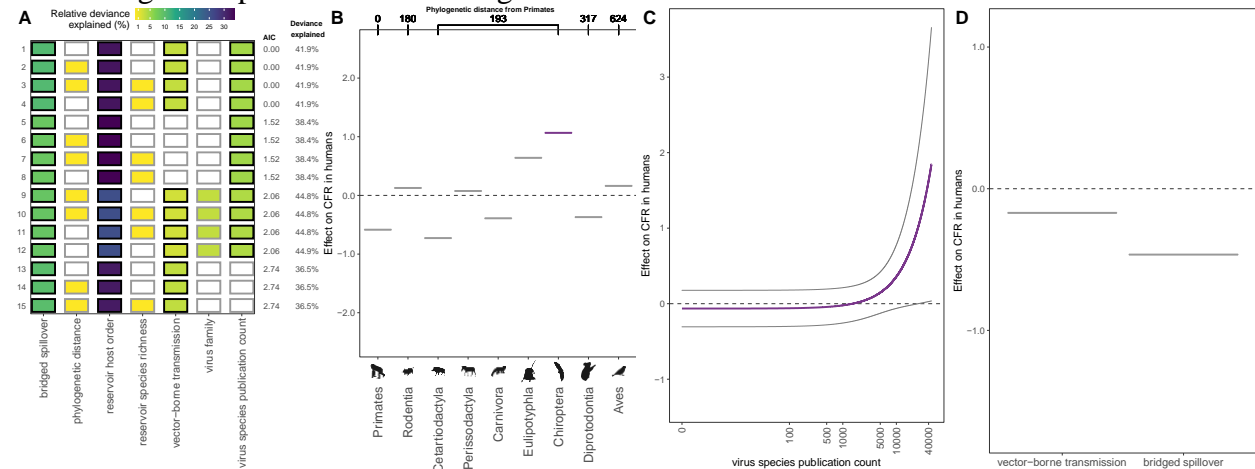 A
Relative deviance
explained (%)
1 5 10 20 30
AIC
Deviance
explained
1 0.00 41.9%
2 0.00 41.9%
3 0.00 41.9%
4 0.00 41.9%
5 1.52 38.4%
6 1.52 38.4%
7 1.52 38.4%
8 1.52 38.4%
9 2.06 44.8%
10 2.06 44.8%
11 2.06 44.8%
12 2.06 44.9%
13 2.74 36.5%
14 2.74 36.5%
15 2.74 36.5%
bridged spillover
phylogenetic distance
reservoir host order
reservoir species richness
vector−borne transmission
virus family
virus species publication count
B
Phylogenetic distance from Primates
0 180 193 317 624
Effect on CFR in humans
2.0
1.0
0.0
−1.0
−2.0
Primates
Rodentia
Cetartiodactyla
Perissodactyla
Carnivora
Eulipotyphla
Chiroptera
Diprotodontia
Aves
C
Effect on CFR in humans
3
2
1
0
−1
0 100 500 1000 5000 10000 40000
virus species publication count
D
Effect on CFR in humans
1.0
0.0
−1.0
vector−borne transmission bridged spillover